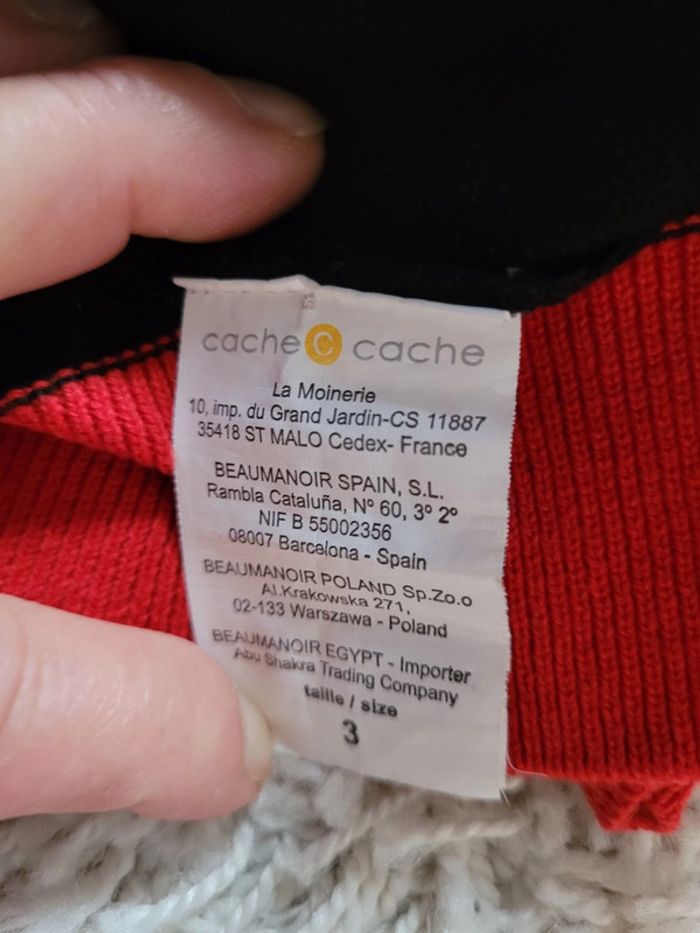 cache C cache
La Moinerie
10, imp. du Grand Jardin-CS 11887
35418 ST MALO Cedex- France
BEAUMANOIR SPAIN, S.L.
Rambla Cataluña, Nº 60, 3º 2º
NIF B 55002356
08007 Barcelona - Spain
BEAUMANOIR POLAND Sp.Zo.o
Al.Krakowska 271,
02-133 Warszawa - Poland
BEAUMANOIR EGYPT - Importer
Abu Shakra Trading Company
taille / size
3